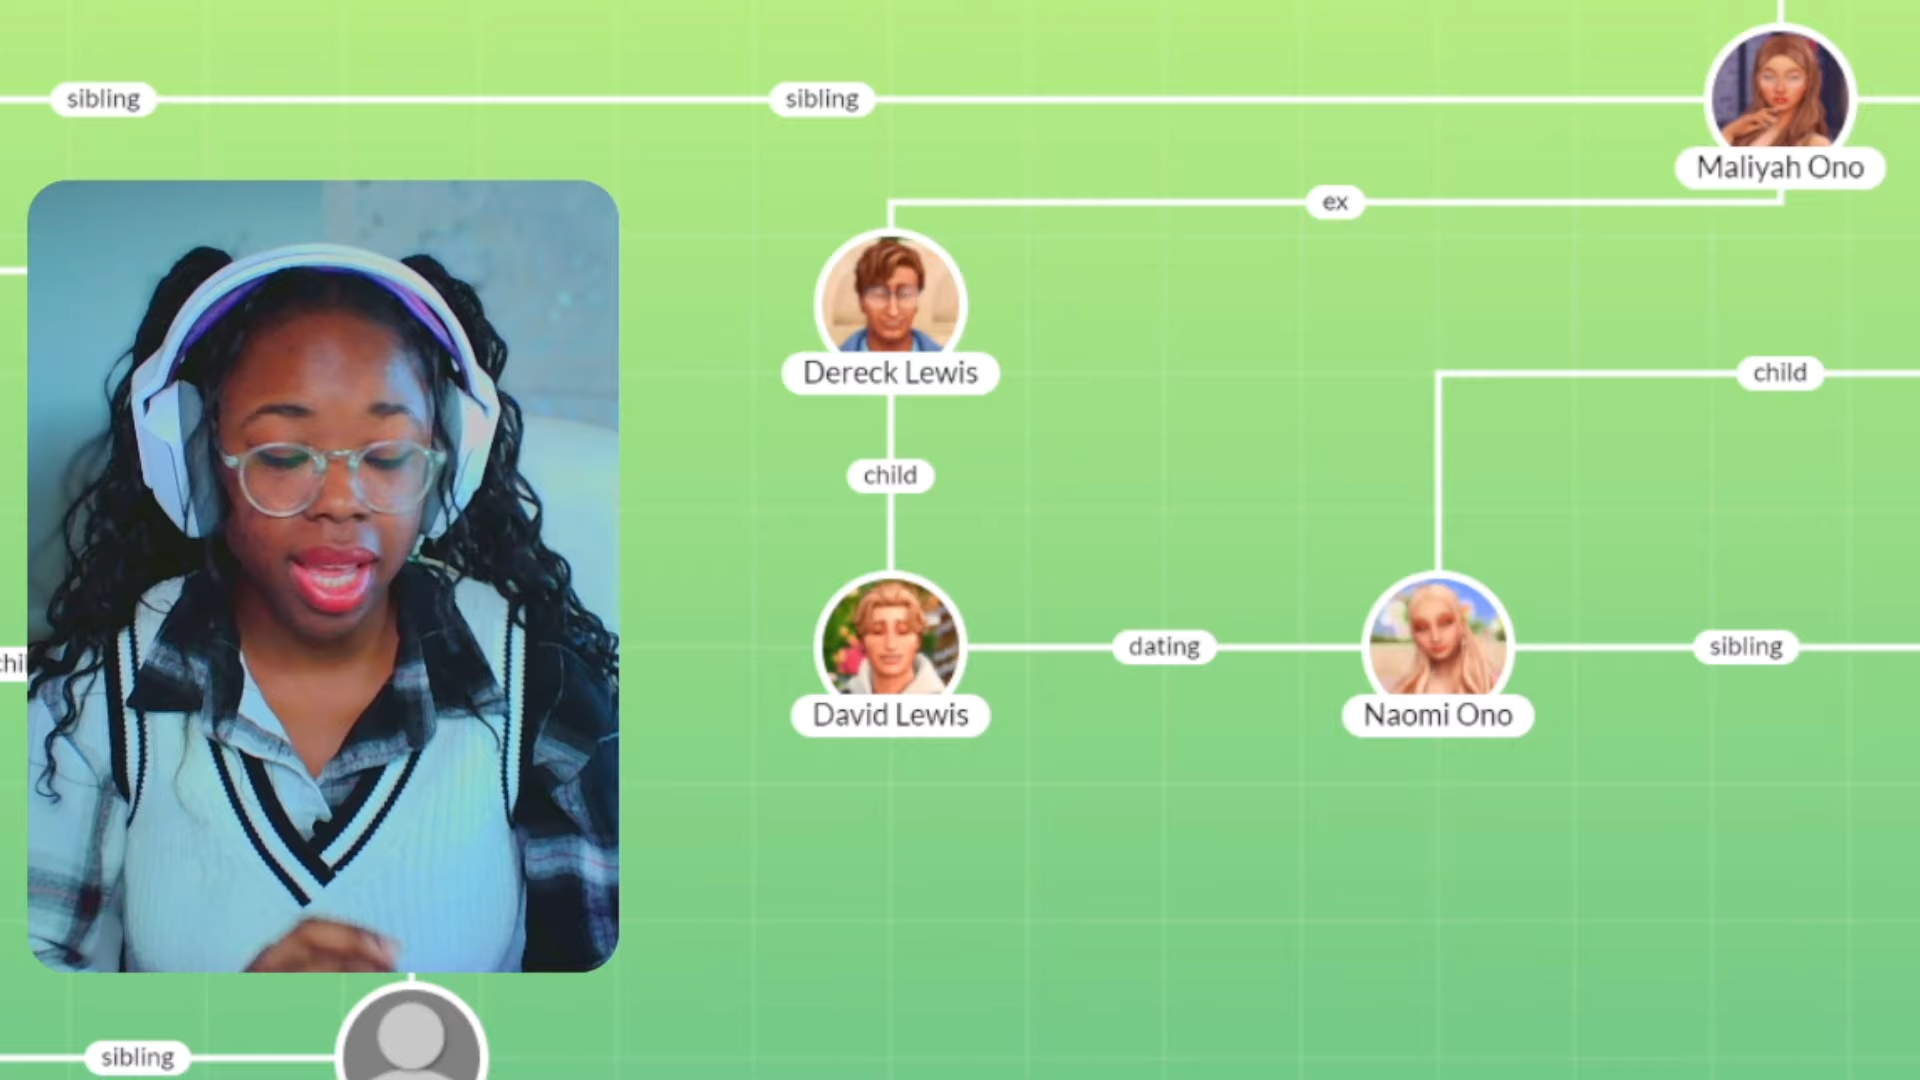 sibling
sibling
Maliyah Ono
ex
Dereck Lewis
child
child
dating
sibling
David Lewis
Naomi Ono
sibling